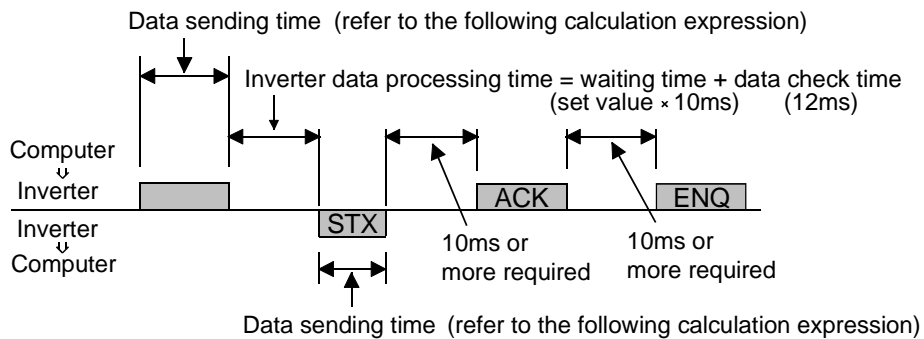 Data sending time (refer to the following calculation expression)
Inverter data processing time = waiting time + data check time
(set value × 10ms) (12ms)
Computer
⇩
Inverter
ACK
ENQ
Inverter
⇩
Computer
STX
10ms or
more required
10ms or
more required
Data sending time (refer to the following calculation expression)